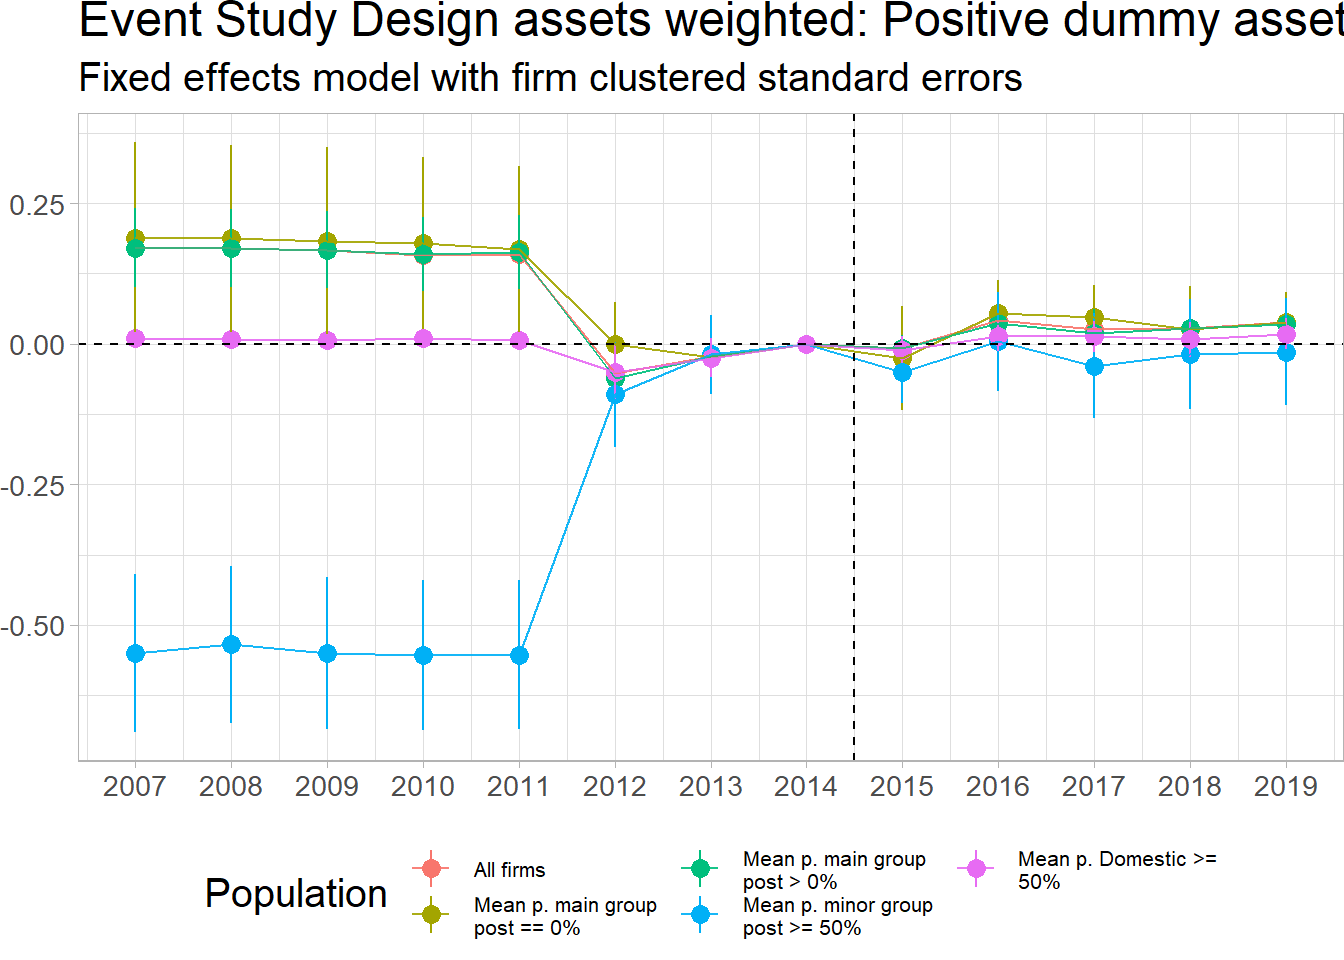 Event Study Design assets weighted: Positive dummy asset
Fixed effects model with firm clustered standard errors
0.25
0.00
-0.25
-0.50
2007 2008 2009 2010 2011 2012 2013 2014 2015 2016 2017 2018 2019
Population
All firms
Mean p. main group
post == 0%
Mean p. main group
post > 0%
Mean p. minor group
post >= 50%
Mean p. Domestic >=
50%